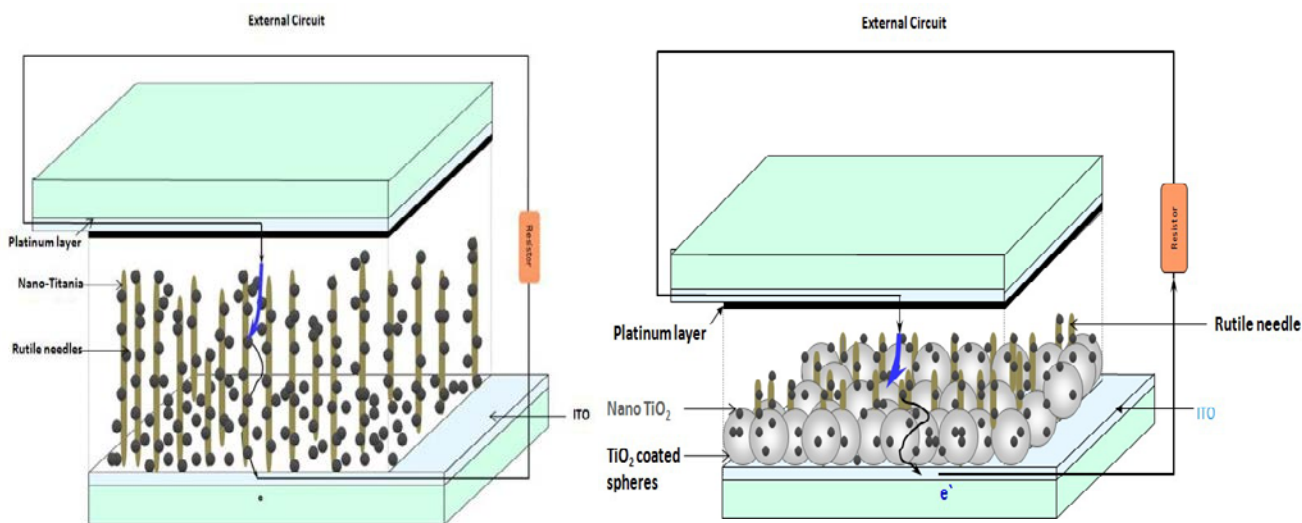 External Circuit
Resistor
Platinum layer
Nano-Titania
Rutile needles
ITO
e
External Circuit
Resistor
Platinum layer
Rutile needle
Nano TiO2
ITO
TiO2 coated
spheres
e`